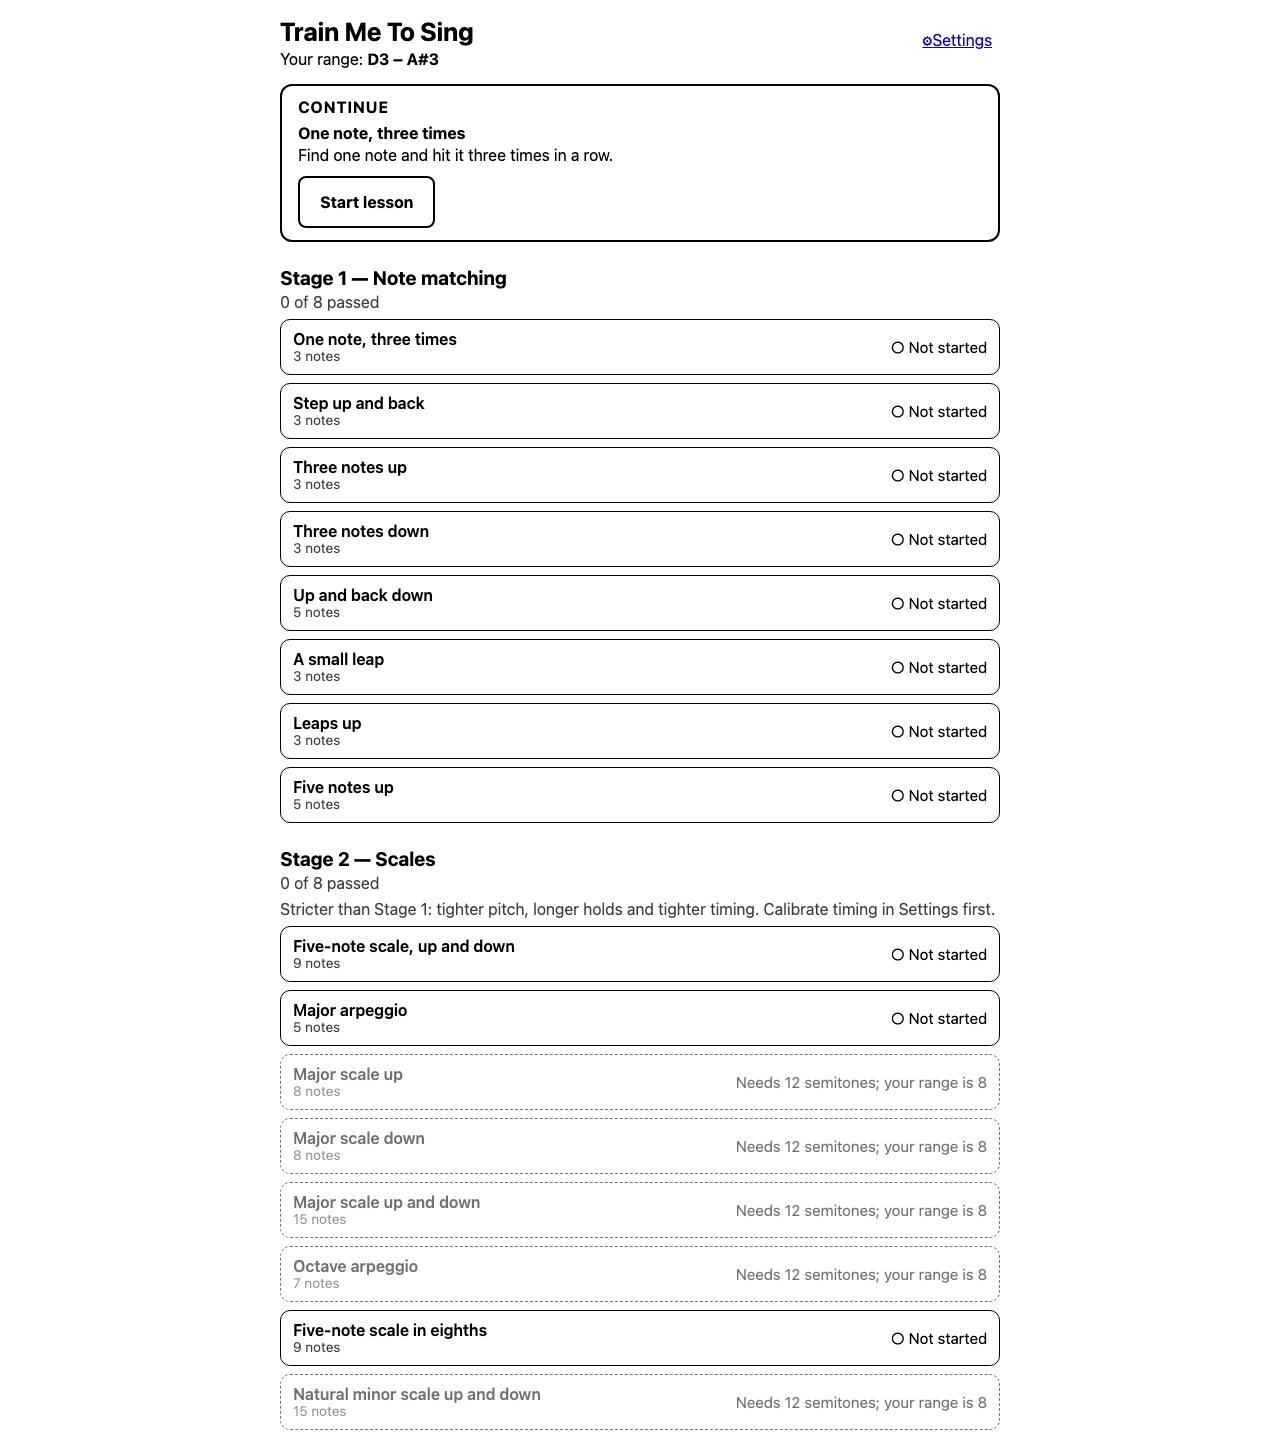 Train Me To Sing
⚙Settings
Your range: D3 – A#3
CONTINUE
One note, three times
Find one note and hit it three times in a row.
Start lesson
Stage 1 — Note matching
0 of 8 passed
One note, three times
3 notes
○ Not started
Step up and back
3 notes
○ Not started
Three notes up
3 notes
○ Not started
Three notes down
3 notes
○ Not started
Up and back down
5 notes
○ Not started
A small leap
3 notes
○ Not started
Leaps up
3 notes
○ Not started
Five notes up
5 notes
○ Not started
Stage 2 — Scales
0 of 8 passed
Stricter than Stage 1: tighter pitch, longer holds and tighter timing. Calibrate timing in Settings first.
Five-note scale, up and down
9 notes
○ Not started
Major arpeggio
5 notes
○ Not started
Major scale up
8 notes
Needs 12 semitones; your range is 8
Major scale down
8 notes
Needs 12 semitones; your range is 8
Major scale up and down
15 notes
Needs 12 semitones; your range is 8
Octave arpeggio
7 notes
Needs 12 semitones; your range is 8
Five-note scale in eighths
9 notes
○ Not started
Natural minor scale up and down
15 notes
Needs 12 semitones; your range is 8